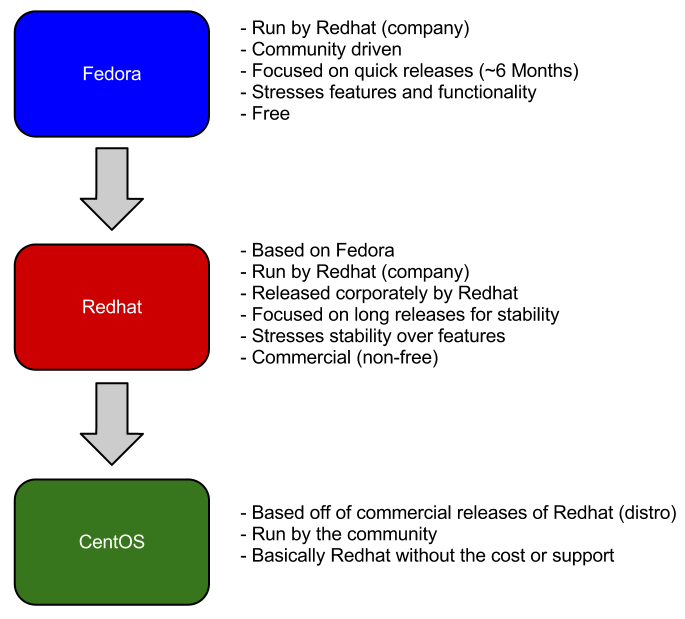 Fedora
- Run by Redhat (company)
- Community driven
- Focused on quick releases (~6 Months)
- Stresses features and functionality
- Free
Redhat
- Based on Fedora
- Run by Redhat (company)
- Released corporately by Redhat
- Focused on long releases for stability
- Stresses stability over features
- Commercial (non-free)
CentOS
- Based off of commercial releases of Redhat (distro)
- Run by the community
- Basically Redhat without the cost or support